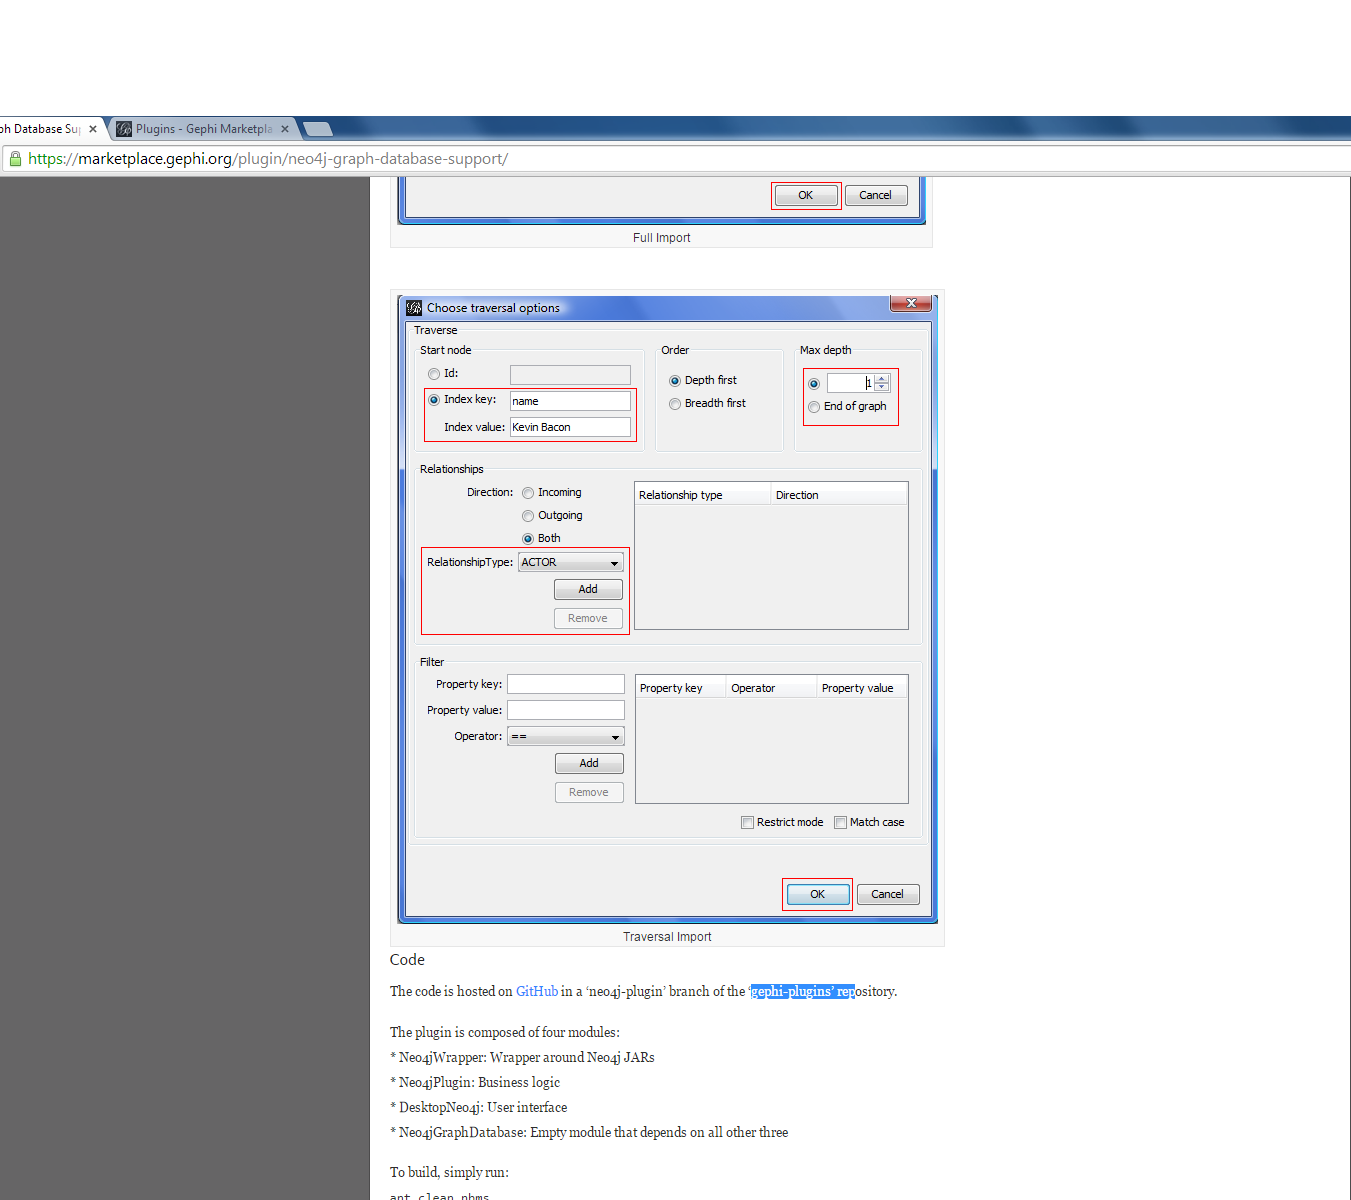 ph Database Sup
Plugins - Gephi Marketpla
https://marketplace.gephi.org/plugin/neo4j-graph-database-support/
OK
Cancel
Full Import
Choose traversal options
Traverse
Start node
Order
Max depth
Id:
Depth first
1
Index key: name
Breadth first
End of graph
Index value: Kevin Bacon
Relationships
Direction:
Incoming
Relationship type
Direction
Outgoing
Both
RelationshipType: ACTOR
Add
Remove
Filter
Property key:
Property key
Operator
Property value
Property value:
Operator: ==
Add
Remove
Restrict mode
Match case
OK
Cancel
Traversal Import
Code
The code is hosted on GitHub in a ‘neo4j-plugin’ branch of the ‘gephi-plugins’ repository.
The plugin is composed of four modules:
* Neo4jWrapper: Wrapper around Neo4j JARs
* Neo4jPlugin: Business logic
* DesktopNeo4j: User interface
* Neo4jGraphDatabase: Empty module that depends on all other three
To build, simply run:
ant clean nbms